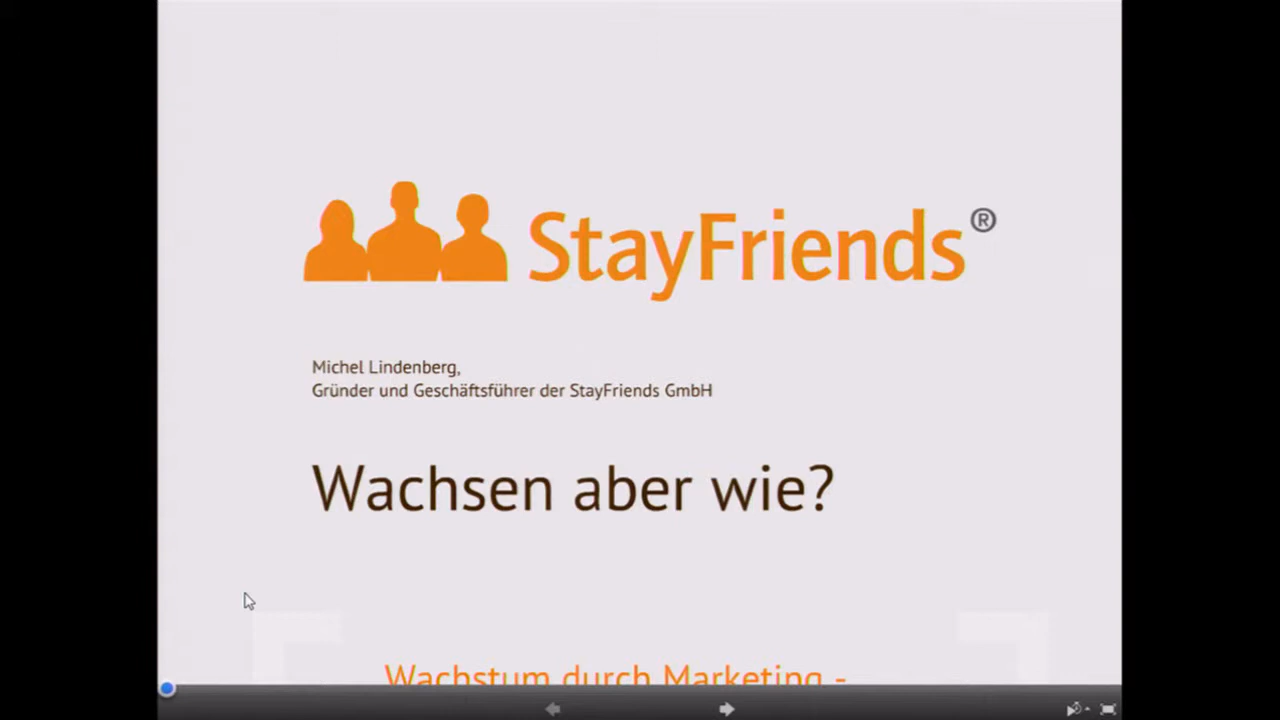 StayFriends®
Michel Lindenberg,
Gründer und Geschäftsführer der StayFriends GmbH
Wachsen aber wie?
Wachstum durch Marketing -